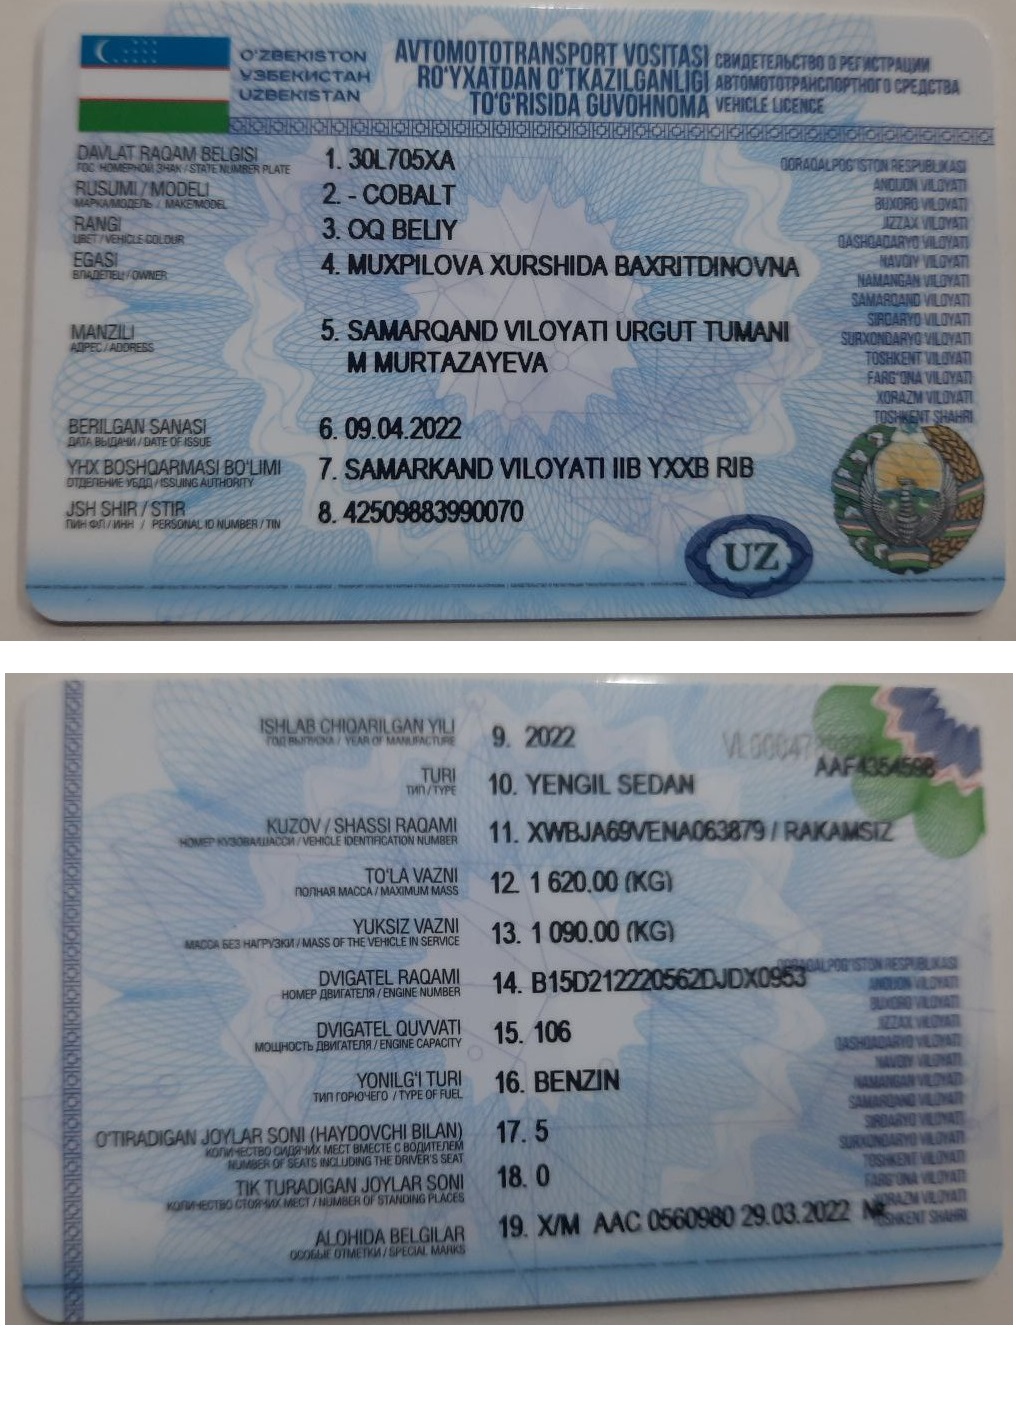 O'ZBEKISTON
ЎЗБЕКИСТАН
UZBEKISTAN
AVTOMOTOTRANSPORT VOSITASI
RO'YXATDAN O'TKAZILGANLIGI
TO'G'RISIDA GUVOHNOMA
СВИДЕТЕЛЬСТВО О РЕГИСТРАЦИИ
АВТОМОТОТРАНСПОРТНОГО СРЕДСТВА
VEHICLE LICENCE
DAVLAT RAQAM BELGISI
ГОС. НОМЕРНОЙ ЗНАК / STATE NUMBER PLATE
1. 30L705XA
RUSUMI / MODELI
МАРКА/МОДЕЛЬ / MAKE/MODEL
2. - COBALT
RANGI
ЦВЕТ / VEHICLE COLOUR
3. OQ BELIY
EGASI
ВЛАДЕЛЕЦ / OWNER
4. MUXPILOVA XURSHIDA BAXRITDINOVNA
MANZILI
АДРЕС / ADDRESS
5. SAMARQAND VILOYATI URGUT TUMANI
M MURTAZAYEVA
BERILGAN SANASI
ДАТА ВЫДАЧИ / DATE OF ISSUE
6. 09.04.2022
YHX BOSHQARMASI BO'LIMI
ОТДЕЛЕНИЕ УБДД / ISSUING AUTHORITY
7. SAMARKAND VILOYATI IIB YXXB RIB
JSH SHIR / STIR
ПИН ФЛ / ИНН / PERSONAL ID NUMBER / TIN
8. 42509883990070
QORAQALPOG'ISTON RESPUBLIKASI
ANDIJON VILOYATI
BUXORO VILOYATI
JIZZAX VILOYATI
QASHQADARYO VILOYATI
NAVOIY VILOYATI
NAMANGAN VILOYATI
SAMARQAND VILOYATI
SIRDARYO VILOYATI
SURXONDARYO VILOYATI
TOSHKENT VILOYATI
FARG'ONA VILOYATI
XORAZM VILOYATI
TOSHKENT SHAHRI
UZ
ISHLAB CHIQARILGAN YILI
ГОД ВЫПУСКА / YEAR OF MANUFACTURE
9. 2022
AAF4354598
TURI
ТИП / TYPE
10. YENGIL SEDAN
KUZOV / SHASSI RAQAMI
НОМЕР КУЗОВА/ШАССИ / VEHICLE IDENTIFICATION NUMBER
11. XWBJA69VENA063879 / RAKAMSIZ
TO'LA VAZNI
ПОЛНАЯ МАССА / MAXIMUM MASS
12. 1 620.00 (KG)
YUKSIZ VAZNI
МАССА БЕЗ НАГРУЗКИ / MASS OF THE VEHICLE IN SERVICE
13. 1 090.00 (KG)
DVIGATEL RAQAMI
НОМЕР ДВИГАТЕЛЯ / ENGINE NUMBER
14. B15D212220562DJDX0953
DVIGATEL QUVVATI
МОЩНОСТЬ ДВИГАТЕЛЯ / ENGINE CAPACITY
15. 106
YONILG'I TURI
ТИП ГОРЮЧЕГО / TYPE OF FUEL
16. BENZIN
O'TIRADIGAN JOYLAR SONI (HAYDOVCHI BILAN)
КОЛИЧЕСТВО СИДЯЧИХ МЕСТ ВМЕСТЕ С ВОДИТЕЛЕМ
NUMBER OF SEATS INCLUDING THE DRIVER'S SEAT
17. 5
TIK TURADIGAN JOYLAR SONI
КОЛИЧЕСТВО СТОЯЧИХ МЕСТ / NUMBER OF STANDING PLACES
18. 0
ALOHIDA BELGILAR
ОСОБЫЕ ОТМЕТКИ / SPECIAL MARKS
19. X/M AAC 0560980 29.03.2022
QORAQALPOG'ISTON RESPUBLIKASI
ANDIJON VILOYATI
BUXORO VILOYATI
JIZZAX VILOYATI
QASHQADARYO VILOYATI
NAVOIY VILOYATI
NAMANGAN VILOYATI
SAMARQAND VILOYATI
SIRDARYO VILOYATI
SURXONDARYO VILOYATI
TOSHKENT VILOYATI
FARG'ONA VILOYATI
XORAZM VILOYATI
TOSHKENT SHAHRI